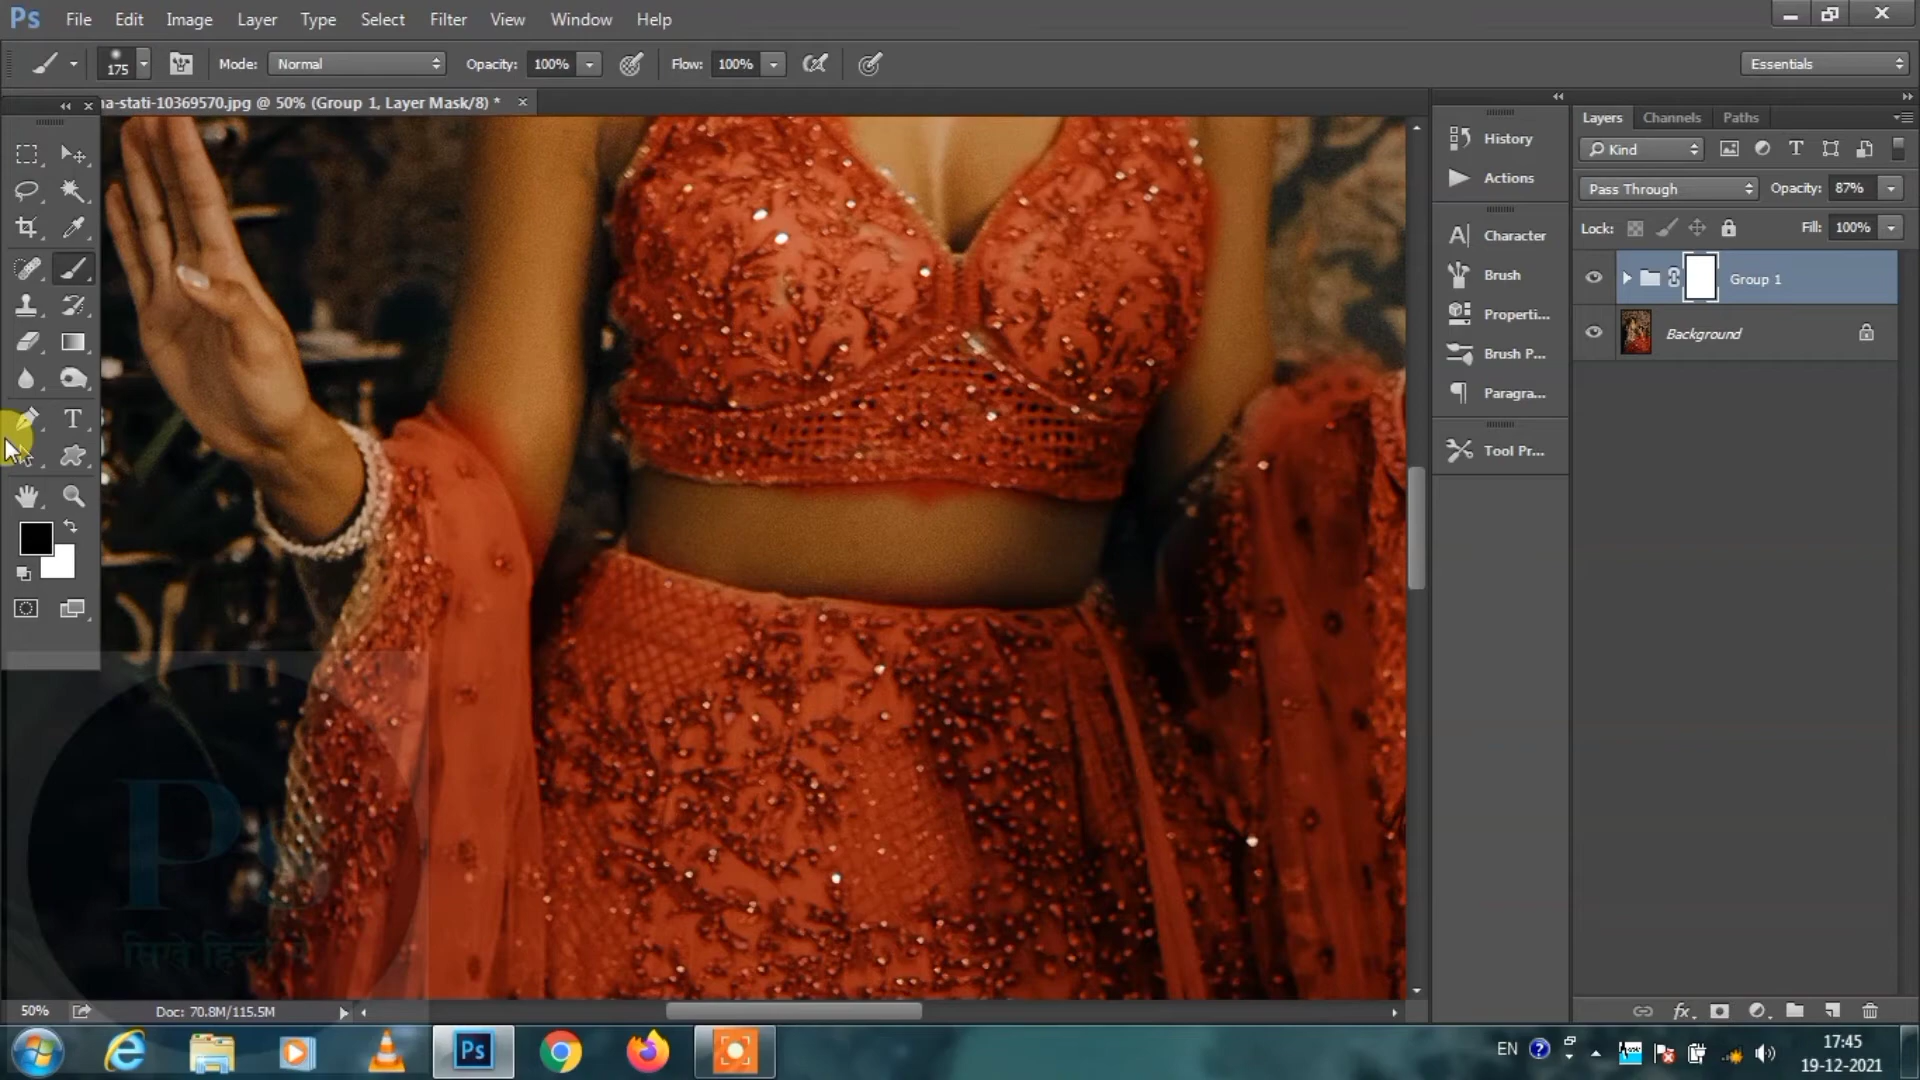 Ps File Edit Image Layer Type Select Filter View Window Help
175 Mode: Normal Opacity: 100% Flow: 100% Essentials
na-stati-10369570.jpg @ 50% (Group 1, Layer Mask/8) *
History
Actions
Character
Brush
Properti...
Brush P...
Paragra...
Tool Pr...
Layers Channels Paths
Kind
Pass Through Opacity: 87%
Lock: Fill: 100%
Group 1
Background
सिखे हिन्दी में
50% Doc: 70.8M/115.5M
Ps
EN
17:45
19-12-2021